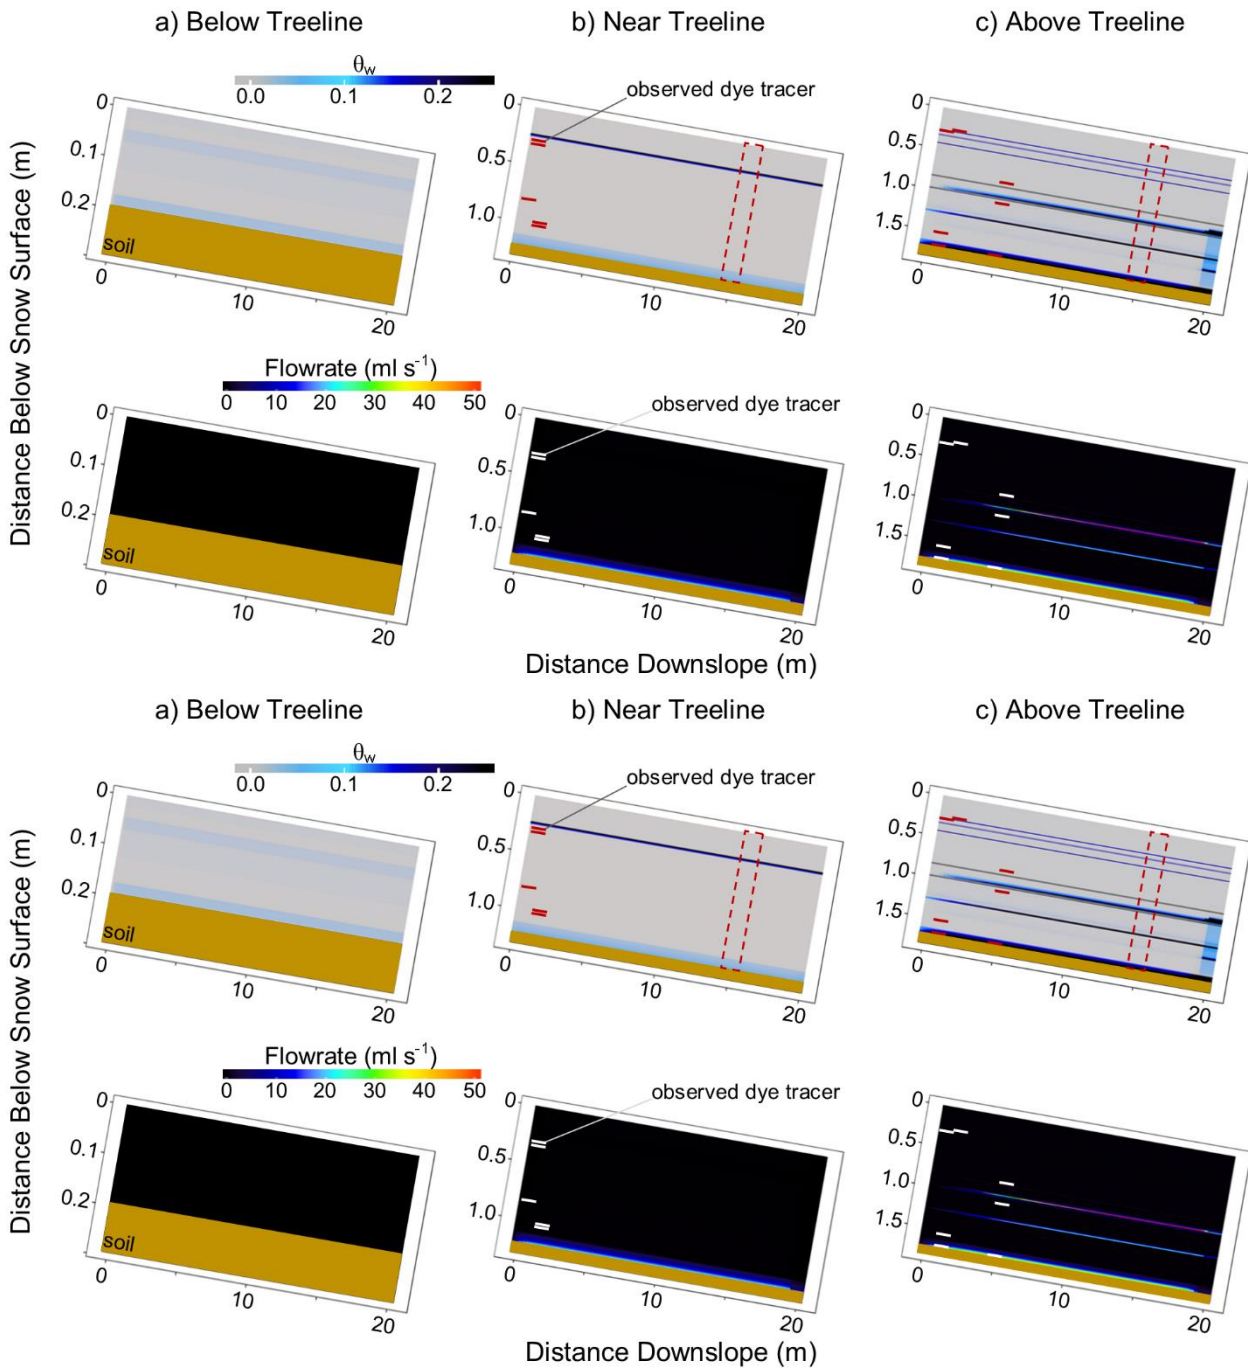 a) Below Treeline
b) Near Treeline
c) Above Treeline
θw
0.0 0.1 0.2
observed dye tracer
Distance Below Snow Surface (m)
0
0.1
0.2
soil
0
10
20
0
0.5
1.0
0
10
20
0
0.5
1.0
1.5
0
10
20
Flowrate (ml s⁻¹)
0 10 20 30 40 50
observed dye tracer
0
0.1
0.2
soil
0
10
20
0
0.5
1.0
0
10
20
0
0.5
1.0
1.5
0
10
20
Distance Downslope (m)
a) Below Treeline
b) Near Treeline
c) Above Treeline
θw
0.0 0.1 0.2
observed dye tracer
Distance Below Snow Surface (m)
0
0.1
0.2
soil
0
10
20
0
0.5
1.0
0
10
20
0
0.5
1.0
1.5
0
10
20
Flowrate (ml s⁻¹)
0 10 20 30 40 50
observed dye tracer
0
0.1
0.2
soil
0
10
20
0
0.5
1.0
0
10
20
0
0.5
1.0
1.5
0
10
20
Distance Downslope (m)